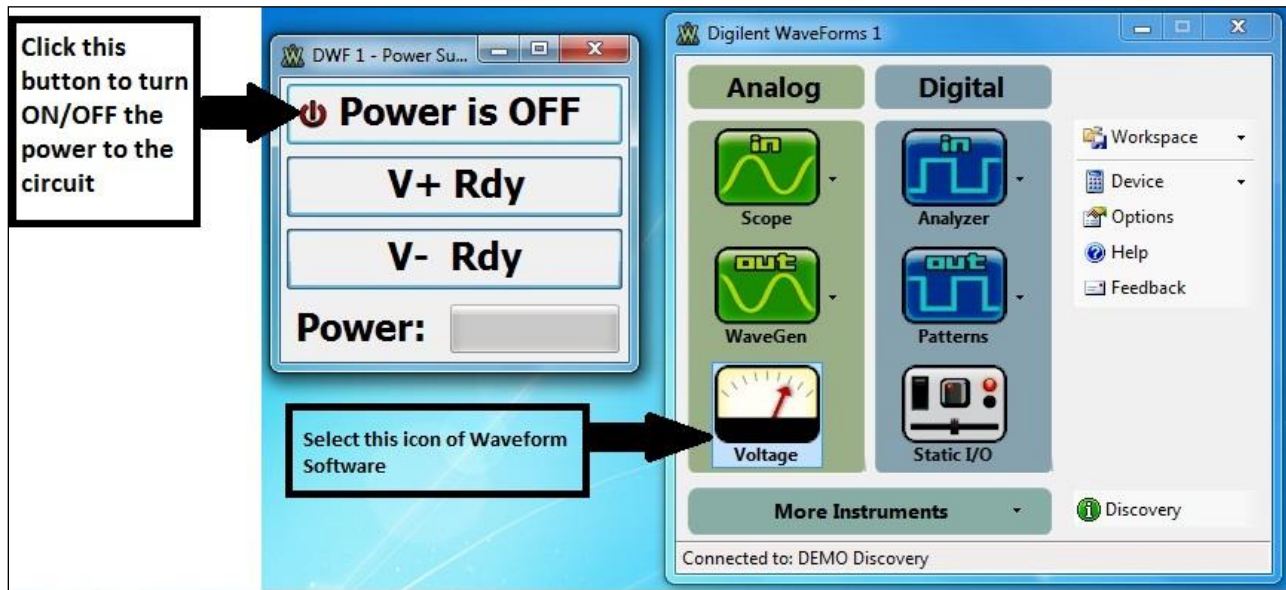 Click this
button to turn
ON/OFF the
power to the
circuit
DWF 1 - Power Su...
Power is OFF
V+ Rdy
V- Rdy
Power:
Select this icon of Waveform
Software
Digilent WaveForms 1
Analog
Digital
in
in
Scope
Analyzer
out
out
WaveGen
Patterns
Voltage
Static I/O
More Instruments
Workspace
Device
Options
Help
Feedback
Discovery
Connected to: DEMO Discovery